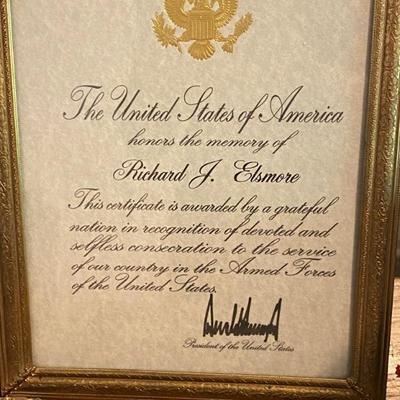 The United States of America
honors the memory of
Richard J. Elsmore
This certificate is awarded by a grateful
nation in recognition of devoted and
selfless consecration to the service
of our country in the Armed Forces
of the United States.
President of the United States